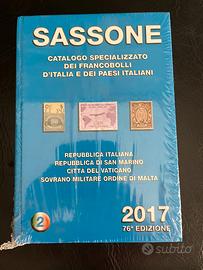 SASSONE
CATALOGO SPECIALIZZATO
DEI FRANCOBOLLI
D'ITALIA E DEI PAESI ITALIANI
REPUBBLICA ITALIANA
REPUBBLICA DI SAN MARINO
CITTÀ DEL VATICANO
SOVRANO MILITARE ORDINE DI MALTA
2
2017
76ª EDIZIONE
subito